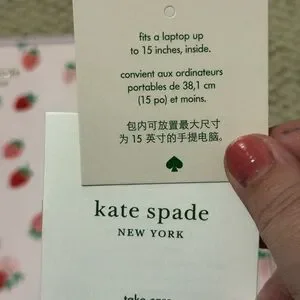 fits a laptop up
to 15 inches, inside.
convient aux ordinateurs
portables de 38,1 cm
(15 po) et moins.
包内可放置最大尺寸
为 15 英寸的手提电脑。
kate spade
NEW YORK
take care